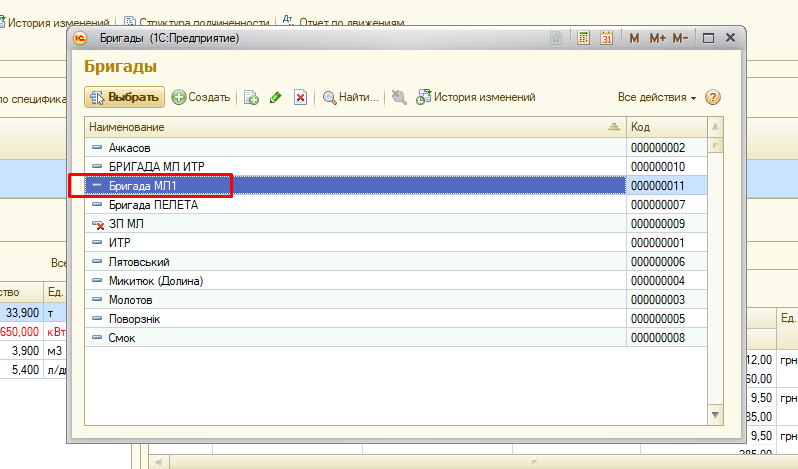 История изменений Структура подчиненности Дт Отчет по движениям
Бригады (1С:Предприятие) 31 M M+ M-
Бригады
Выбрать Создать Найти... История изменений Все действия ?
по специфика
Наименование Код
Ачкасов 000000002
БРИГАДА МЛ ИТР 000000010
Бригада МЛ1 000000011
Бригада ПЕЛЕТА 000000007
ЗП МЛ 000000009
ИТР 000000001
Лятовський 000000006
Микитюк (Долина) 000000004
Молотов 000000003
Поворзнік 000000005
Смок 000000008
Все
ство Ед.
33,900 т
650,000 кВт
3,900 м3
5,400 л/ди
Ед.
12,00 грн
60,00
9,50 грн
35,00
9,50 грн
285,00